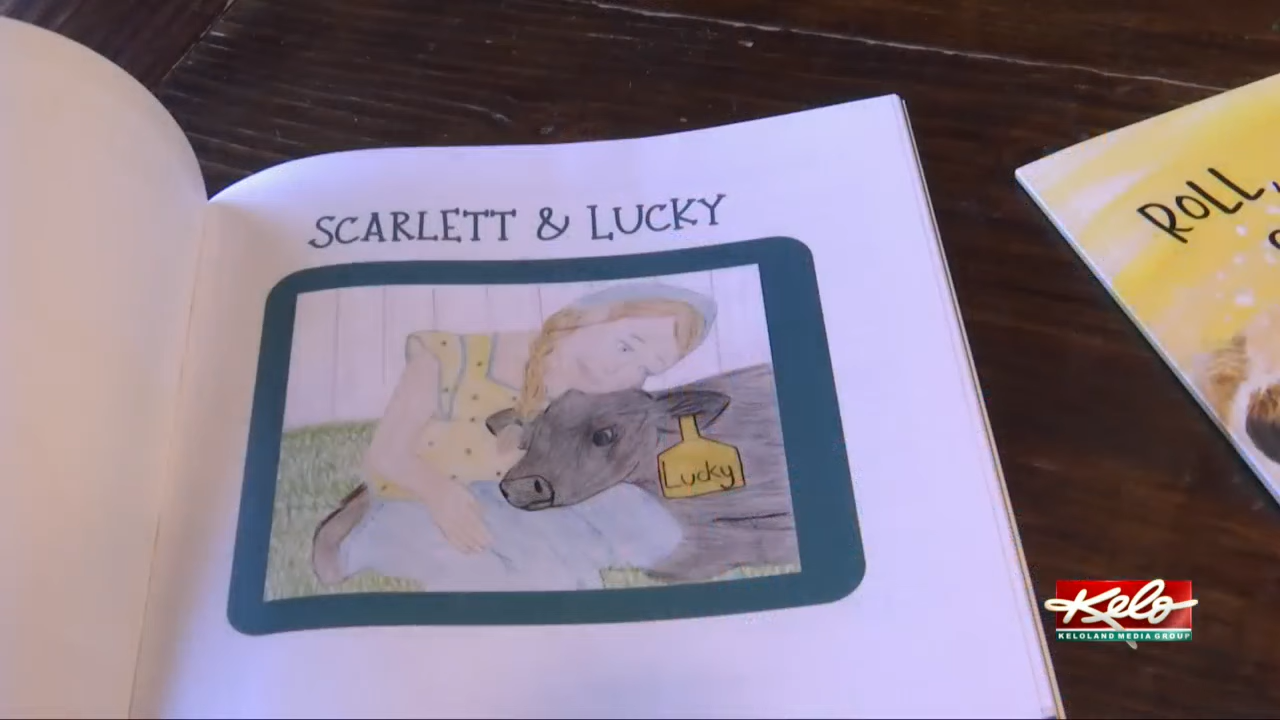 SCARLETT & LUCKY
Lucky
ROLL,
Kelo
KELOLAND MEDIA GROUP